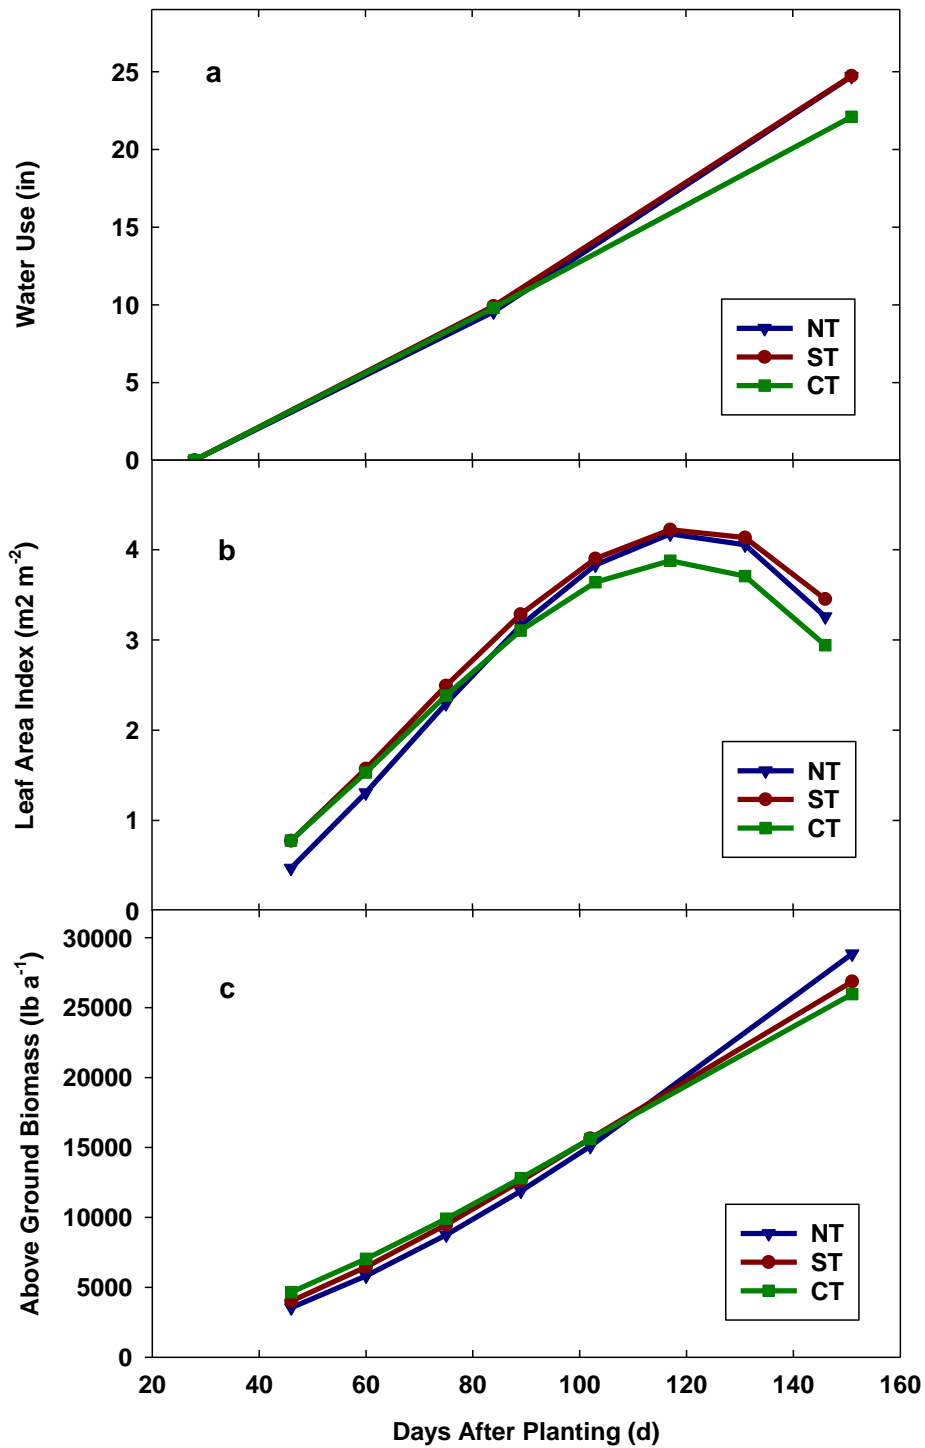 a
25
20
15
10
5
0
Water Use (in)
NT
ST
CT
b
4
3
2
1
0
Leaf Area Index (m2 m-2)
NT
ST
CT
c
30000
25000
20000
15000
10000
5000
0
Above Ground Biomass (lb a-1)
NT
ST
CT
20 40 60 80 100 120 140 160
Days After Planting (d)